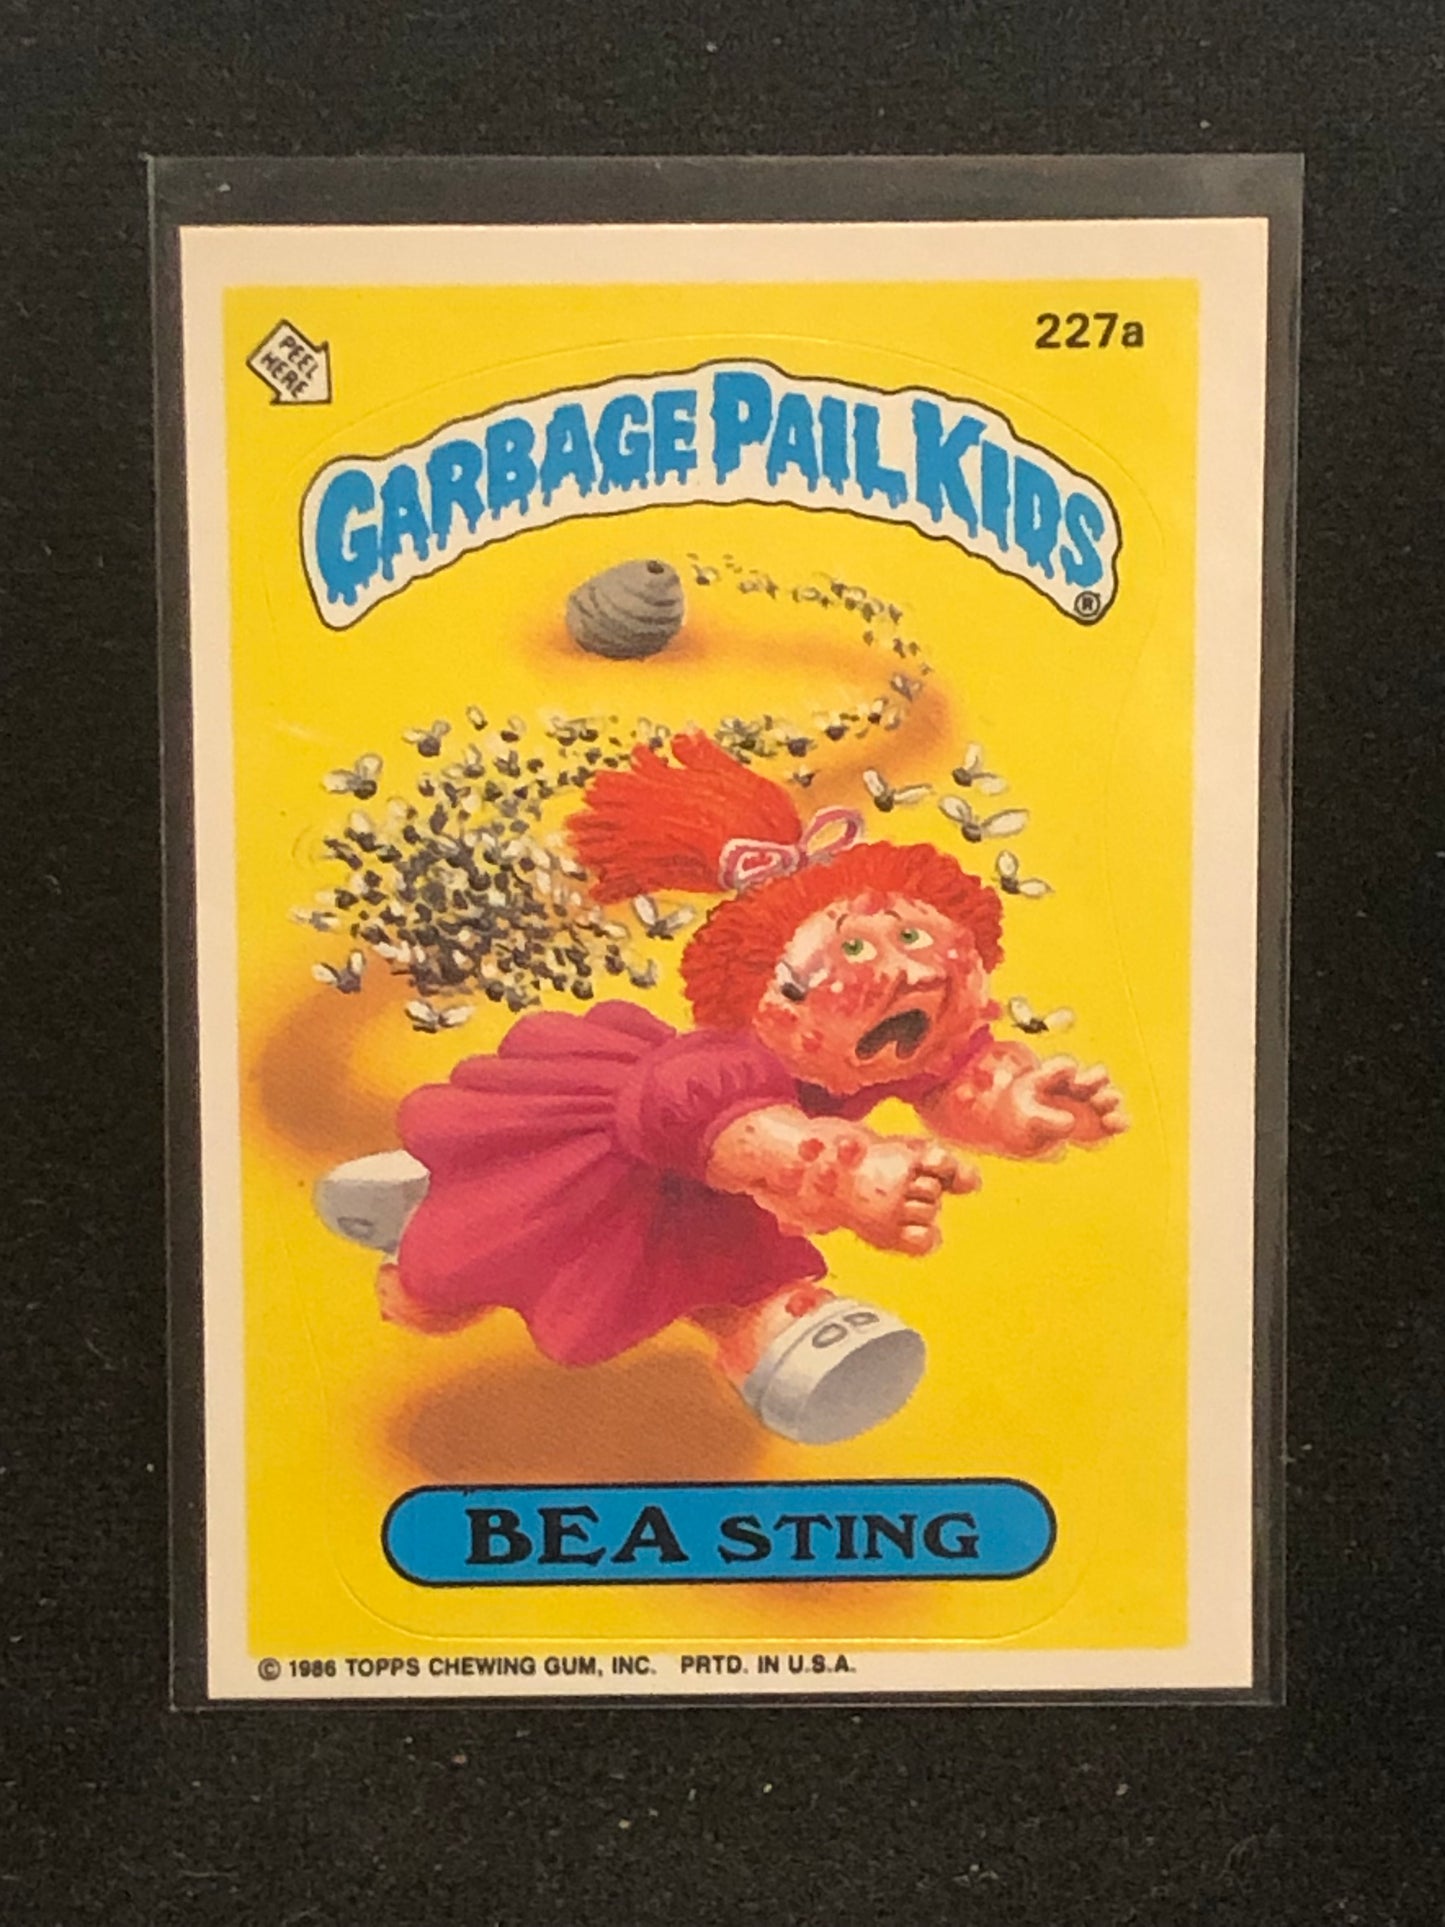 227a
PEEL
HERE
GARBAGE PAIL KIDS
®
BEA STING
© 1986 TOPPS CHEWING GUM, INC. PRTD. IN U.S.A.